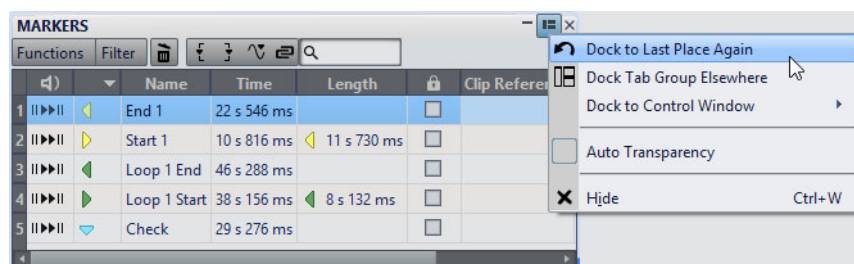 MARKERS
Functions Filter
Name Time Length Clip Refere
1 End 1 22 s 546 ms
2 Start 1 10 s 816 ms 11 s 730 ms
3 Loop 1 End 46 s 288 ms
4 Loop 1 Start 38 s 156 ms 8 s 132 ms
5 Check 29 s 276 ms
Dock to Last Place Again
Dock Tab Group Elsewhere
Dock to Control Window
Auto Transparency
Hide Ctrl+W